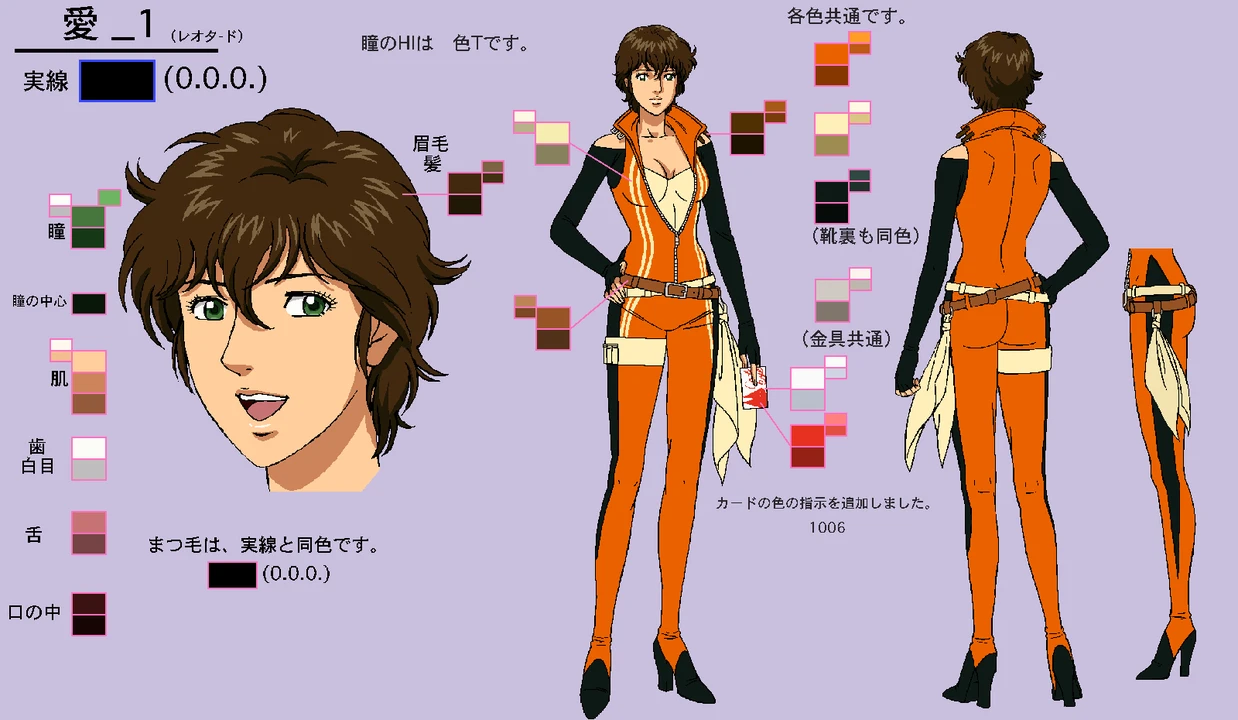 愛_1 (レオタード)
実線 (0.0.0.)
瞳のHIは 色Tです。
各色共通です。
眉毛
髪
瞳
瞳の中心
肌
歯
白目
舌
口の中
まつ毛は、実線と同色です。
(0.0.0.)
(靴裏も同色)
(金具共通)
カードの色の指示を追加しました。
1006